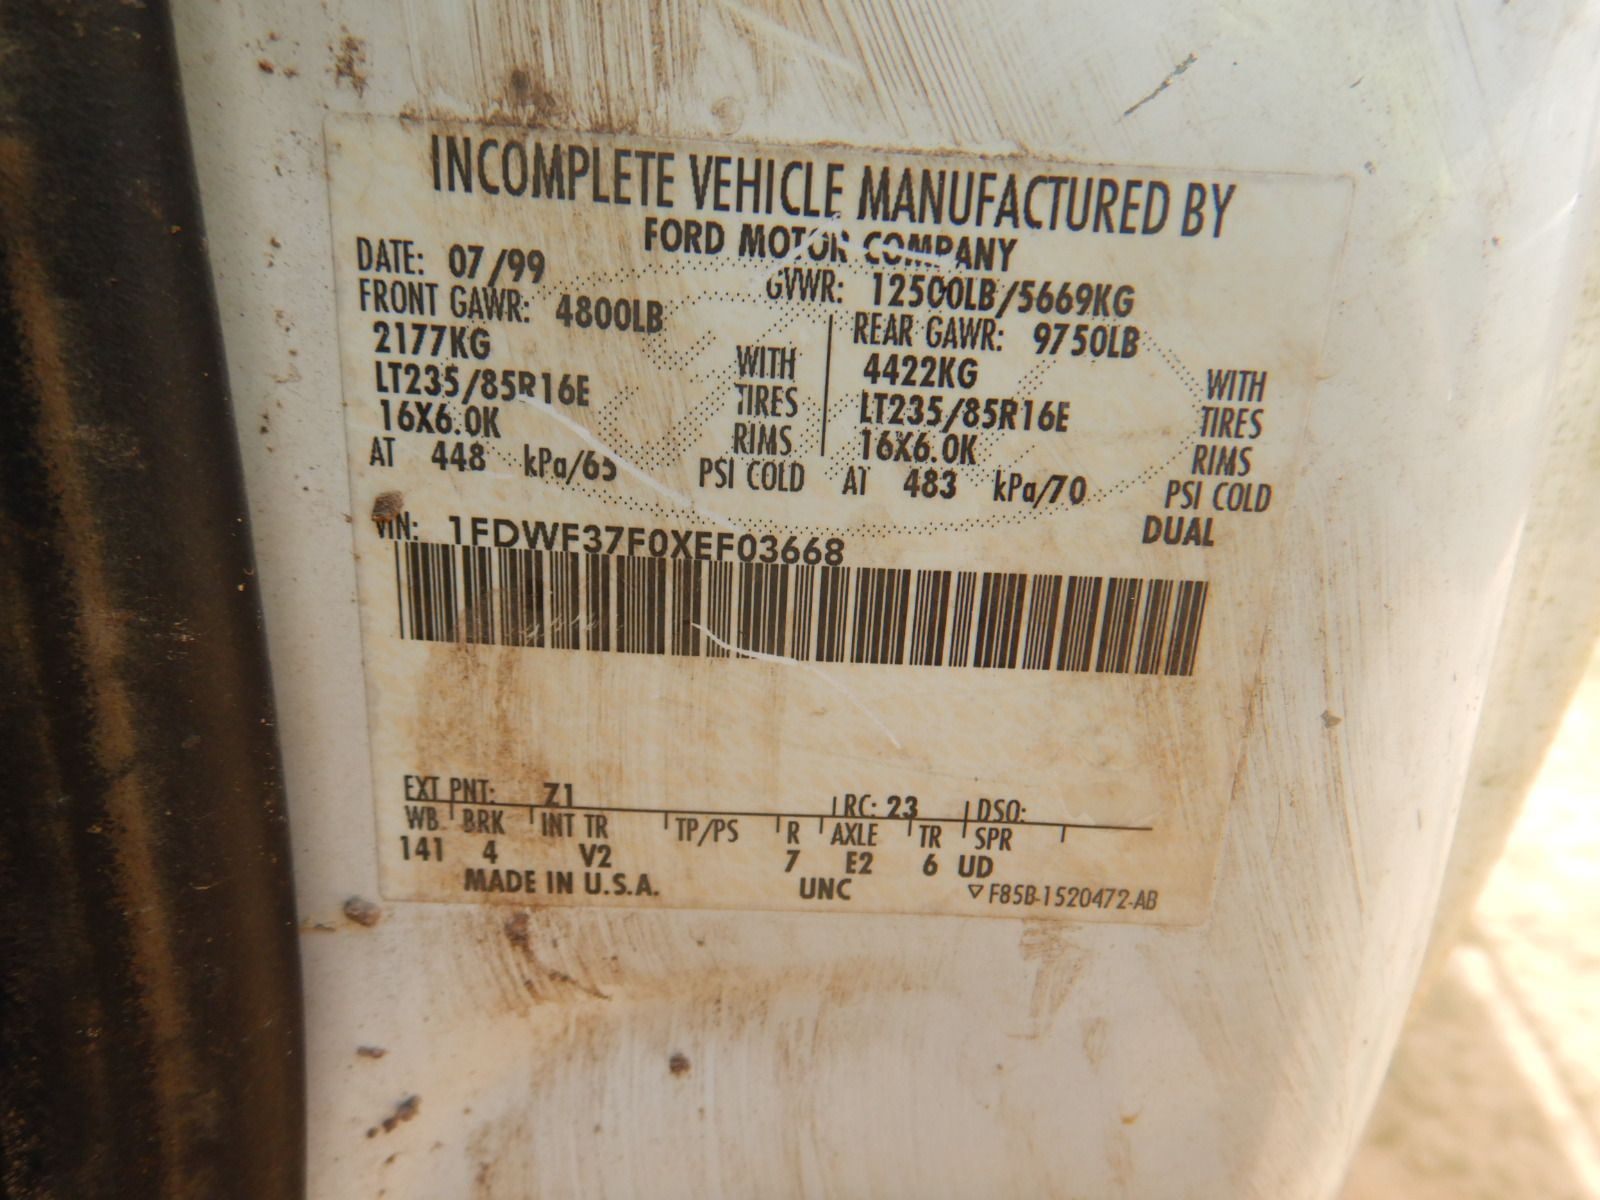 INCOMPLETE VEHICLE MANUFACTURED BY
FORD MOTOR COMPANY
DATE: 07/99 GVWR: 12500LB/5669KG
FRONT GAWR: 4800LB REAR GAWR: 9750LB
2177KG WITH 4422KG WITH
LT235/85R16E TIRES LT235/85R16E TIRES
16X6.0K RIMS 16X6.0K RIMS
AT 448 kPa/65 PSI COLD AT 483 kPa/70 PSI COLD
DUAL
VIN: 1FDWF37F0XEF03668
EXT PNT: Z1 RC: 23 DSO:
WB BRK INT TR TP/PS R AXLE TR SPR
141 4 V2 7 E2 6 UD
MADE IN U.S.A. UNC ▽ F85B-1520472-AB